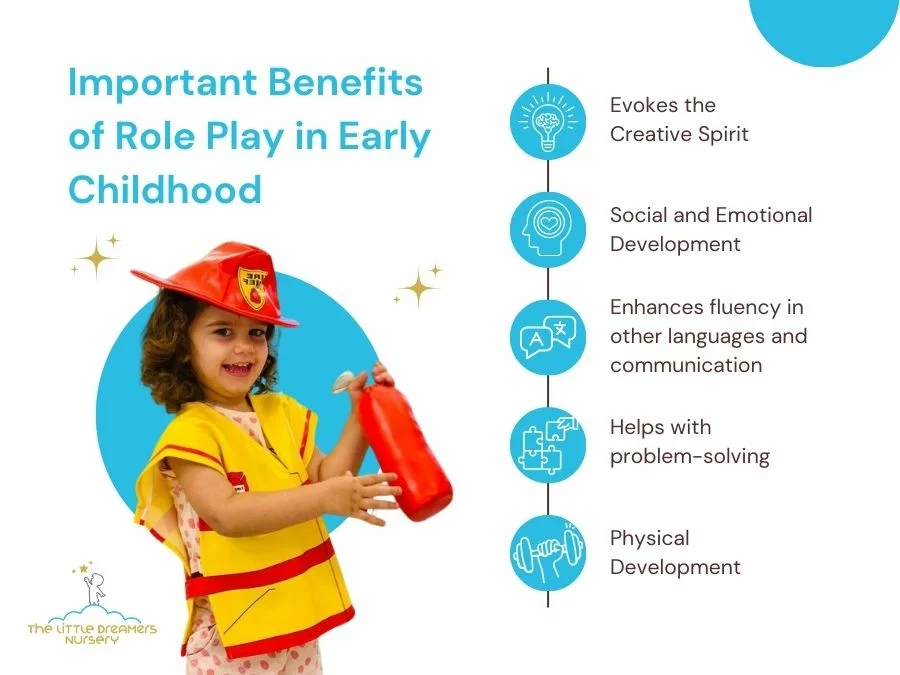 Important Benefits
of Role Play in Early
Childhood
Evokes the
Creative Spirit
Social and Emotional
Development
A 文
Enhances fluency in
other languages and
communication
Helps with
problem-solving
Physical
Development
THE LITTLE DREAMERS
NURSERY